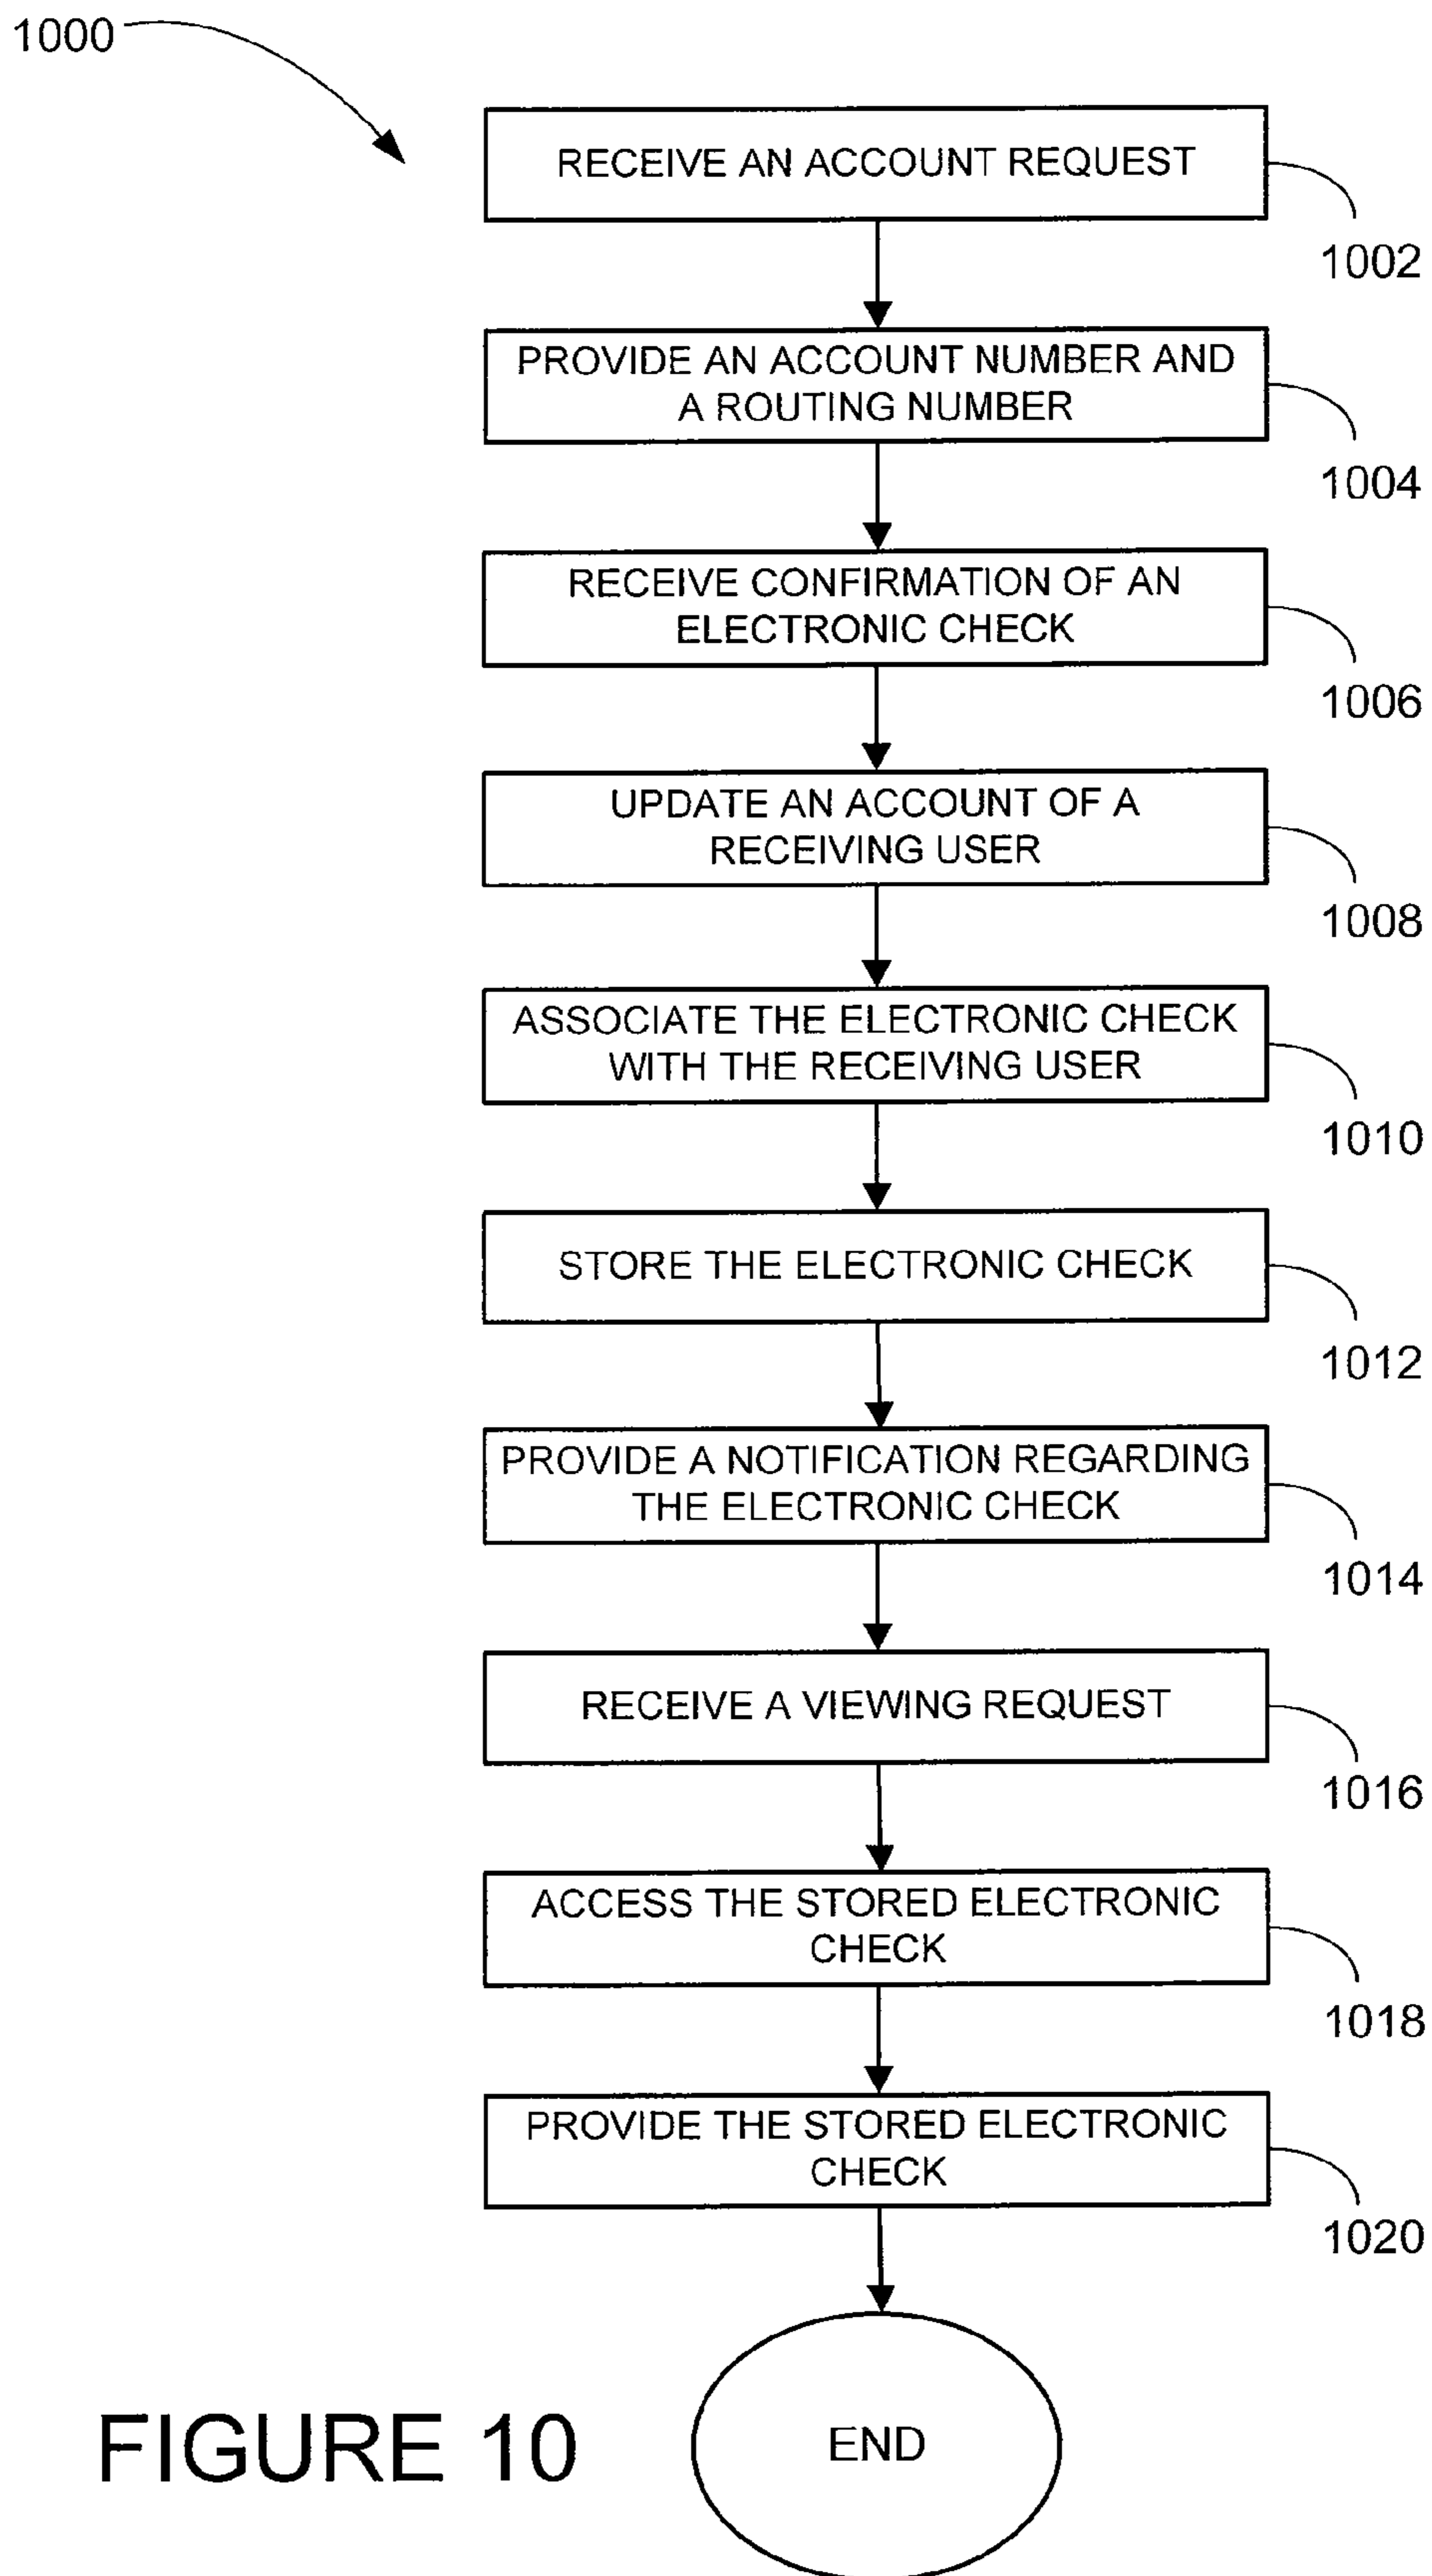 1000
RECEIVE AN ACCOUNT REQUEST
1002
PROVIDE AN ACCOUNT NUMBER AND
A ROUTING NUMBER
1004
RECEIVE CONFIRMATION OF AN
ELECTRONIC CHECK
1006
UPDATE AN ACCOUNT OF A
RECEIVING USER
1008
ASSOCIATE THE ELECTRONIC CHECK
WITH THE RECEIVING USER
1010
STORE THE ELECTRONIC CHECK
1012
PROVIDE A NOTIFICATION REGARDING
THE ELECTRONIC CHECK
1014
RECEIVE A VIEWING REQUEST
1016
ACCESS THE STORED ELECTRONIC
CHECK
1018
PROVIDE THE STORED ELECTRONIC
CHECK
1020
END
FIGURE 10